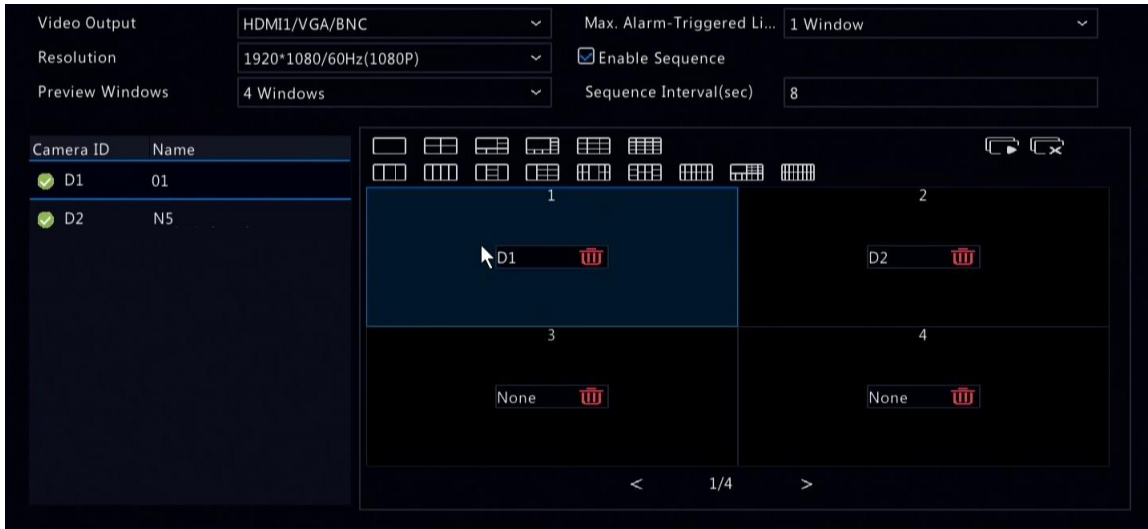 Video Output HDMI1/VGA/BNC Max. Alarm-Triggered Li... 1 Window
Resolution 1920*1080/60Hz(1080P) Enable Sequence
Preview Windows 4 Windows Sequence Interval(sec) 8
Camera ID Name
D1 01
D2 N5
1 2
D1 D2
3 4
None None
< 1/4 >